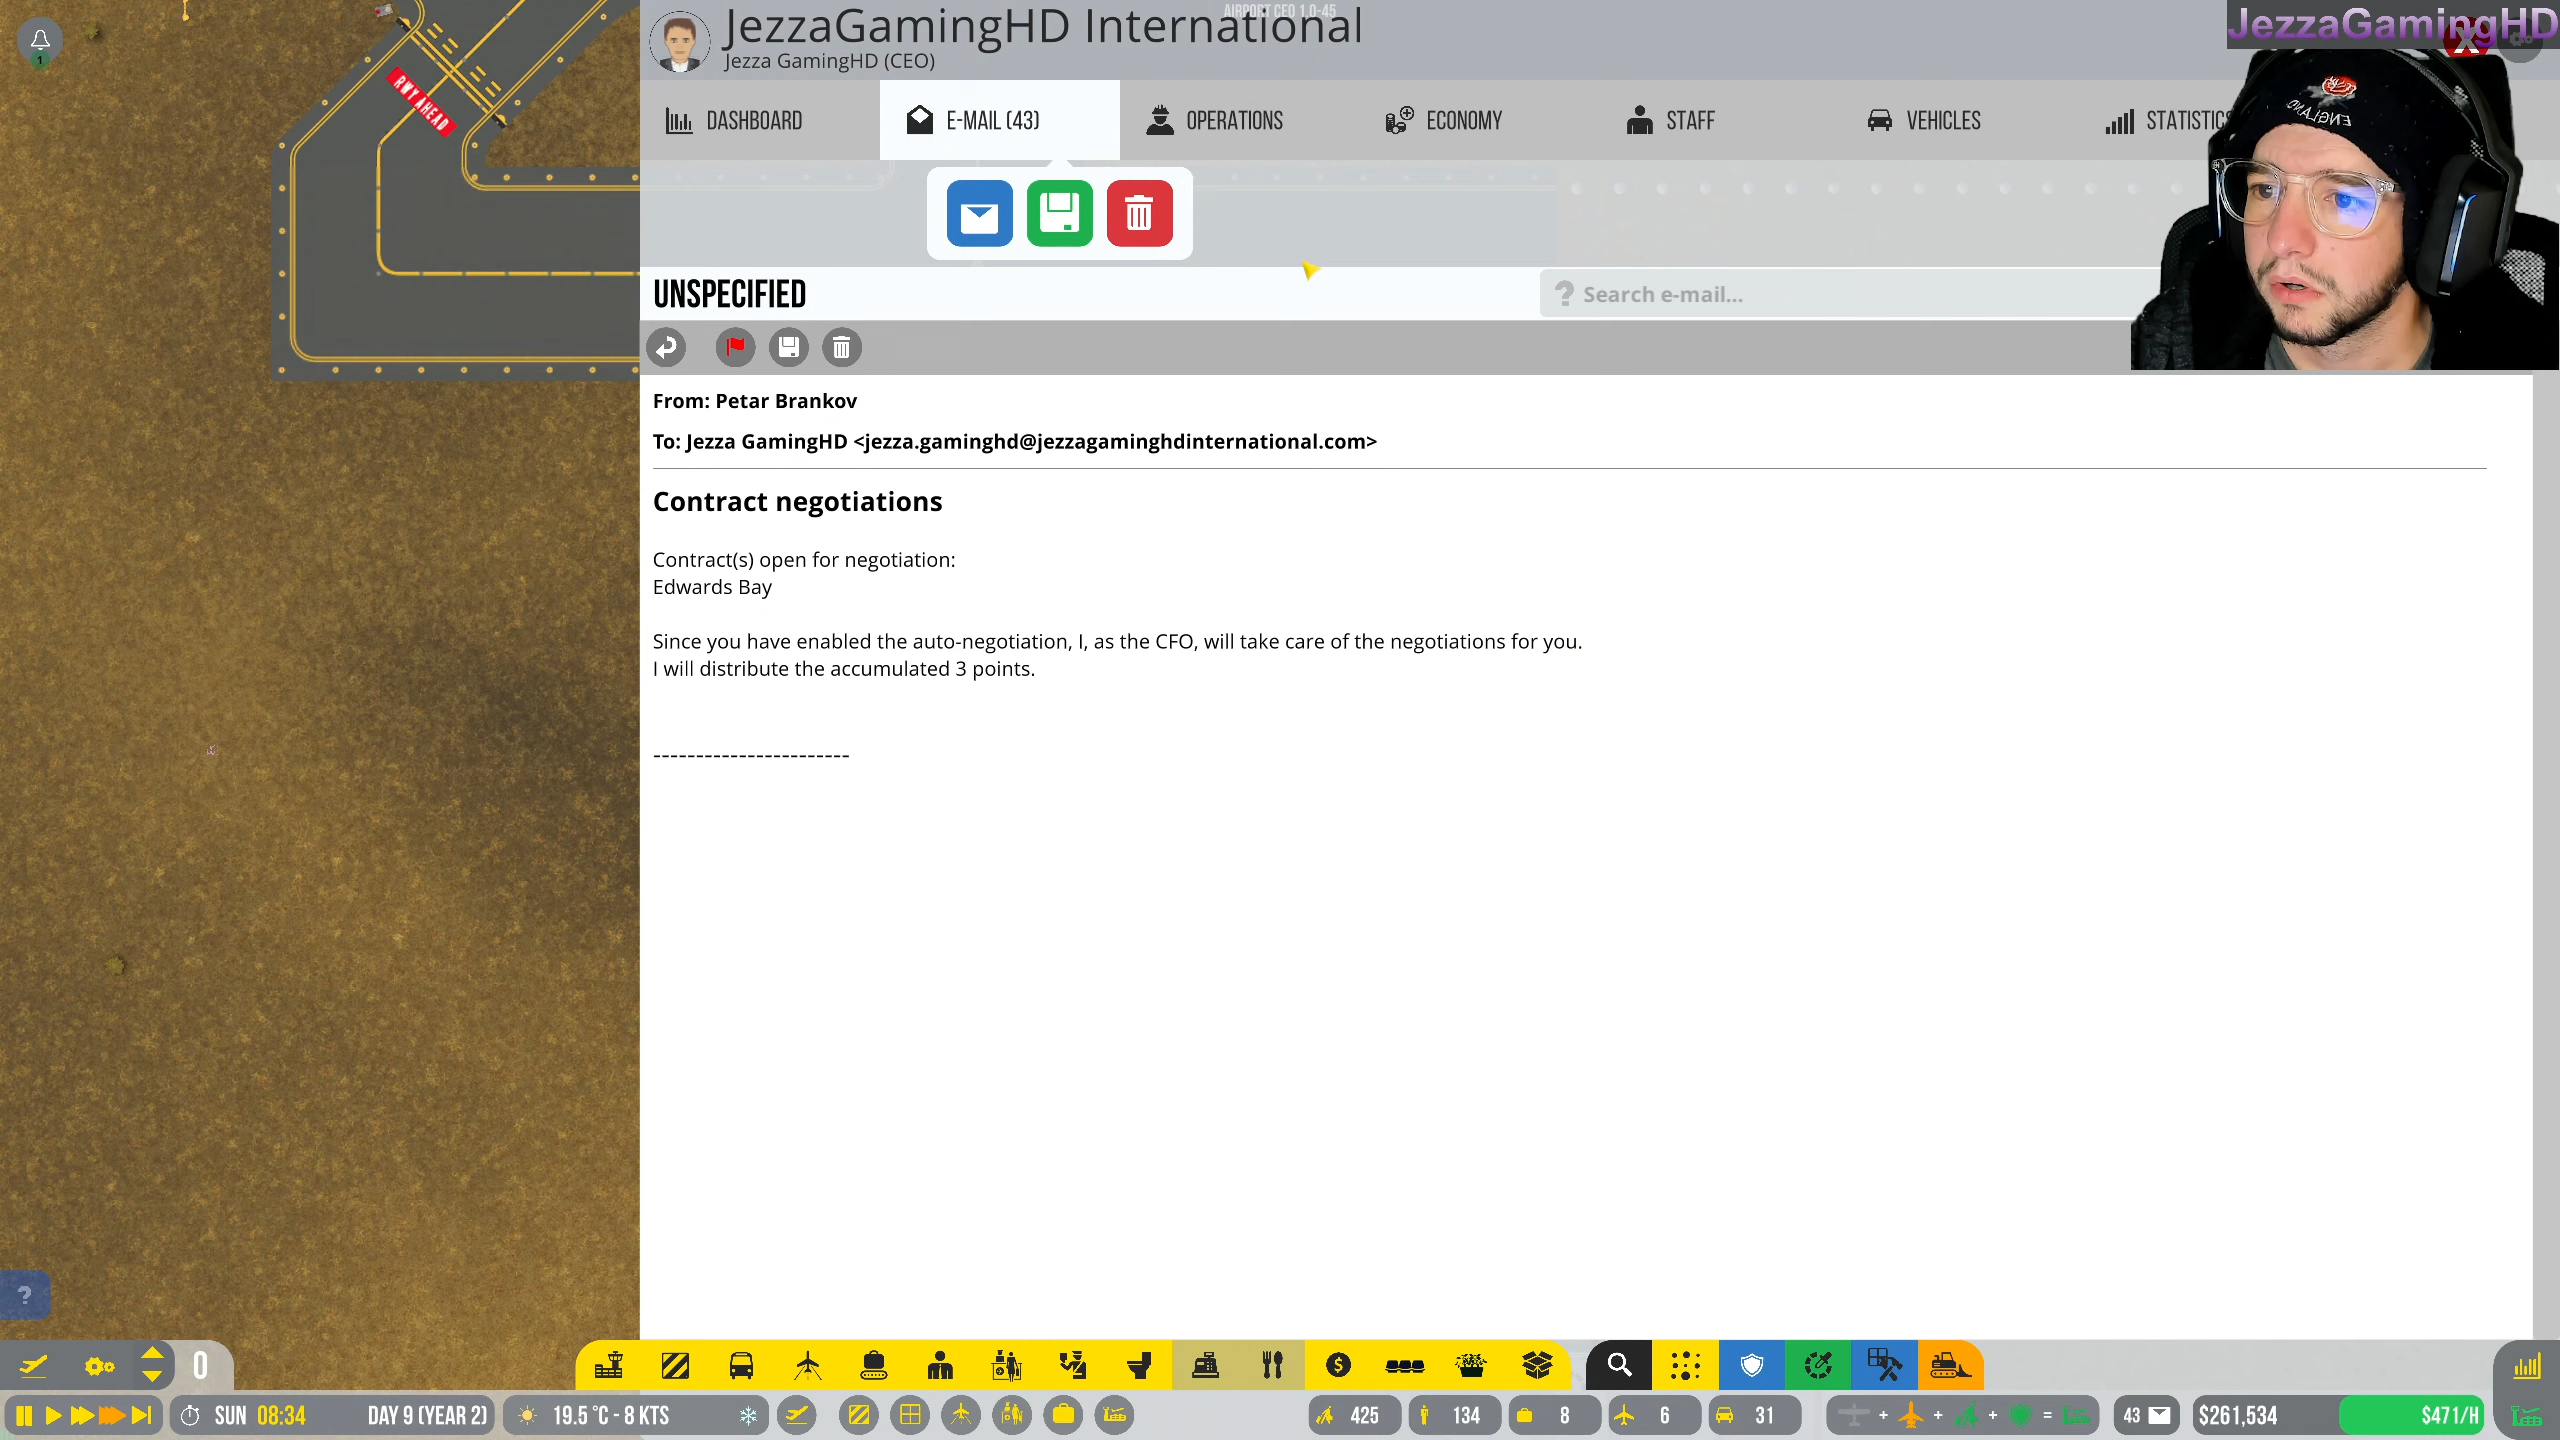 AIRPORT CEO 1.0-45
JezzaGamingHD International
Jezza GamingHD (CEO)
JezzaGamingHD
X
1
RWY AHEAD
DASHBOARD
E-MAIL (43)
OPERATIONS
ECONOMY
STAFF
VEHICLES
STATISTICS
ENGLAND
UNSPECIFIED
? Search e-mail...
From: Petar Brankov
To: Jezza GamingHD <jezza.gaminghd@jezzagaminghdinternational.com>
Contract negotiations
Contract(s) open for negotiation:
Edwards Bay
Since you have enabled the auto-negotiation, I, as the CFO, will take care of the negotiations for you.
I will distribute the accumulated 3 points.
-----------------------
?
0
$
SUN 08:34 DAY 9 (YEAR 2)
19.5 °C - 8 KTS
425
134
8
6
31
+ + + =
43
$261,534
$471/H